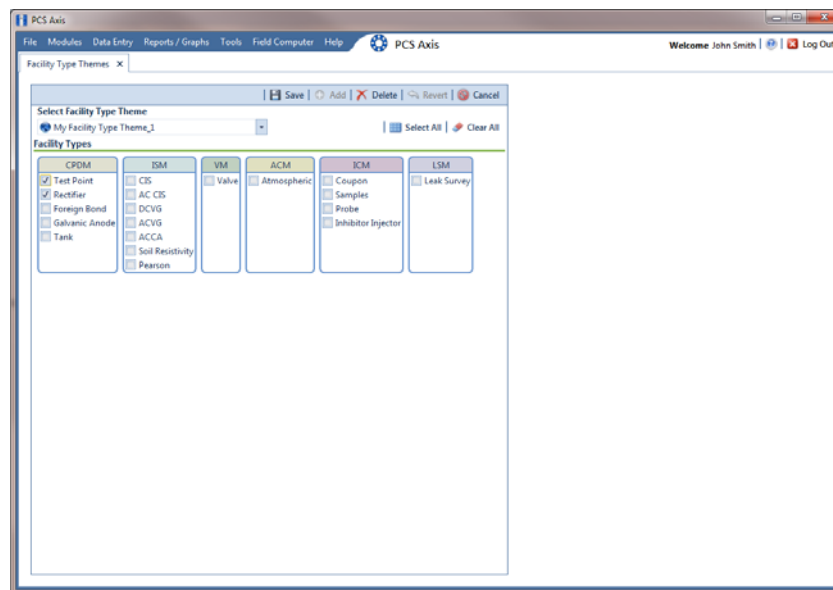 PCS Axis
File Modules Data Entry Reports / Graphs Tools Field Computer Help PCS Axis Welcome John Smith Log Out
Facility Type Themes X
Save Add Delete Revert Cancel
Select Facility Type Theme
My Facility Type Theme_1 Select All Clear All
Facility Types
CPDM ISM VM ACM ICM LSM
Test Point CIS Valve Atmospheric Coupon Leak Survey
Rectifier AC CIS Samples
Foreign Bond DCVG Probe
Galvanic Anode ACVG Inhibitor Injector
Tank ACCA
Soil Resistivity
Pearson